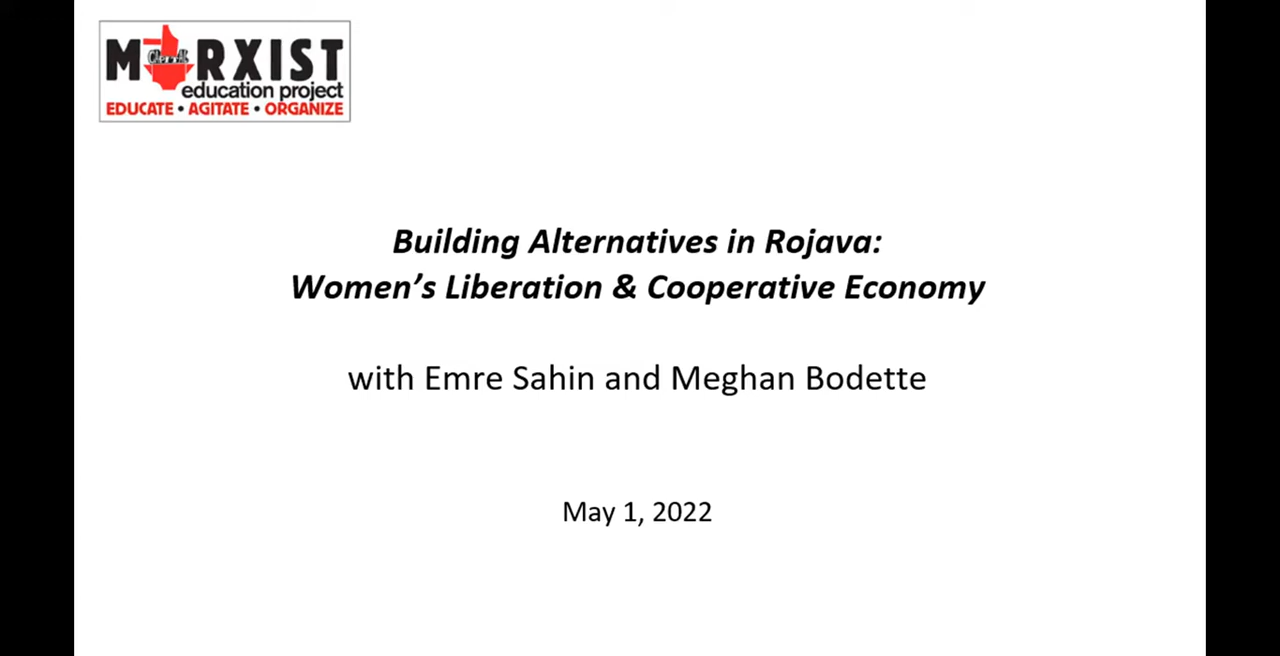 MARXIST
CAPITAL
education project
EDUCATE • AGITATE • ORGANIZE
Building Alternatives in Rojava:
Women's Liberation & Cooperative Economy
with Emre Sahin and Meghan Bodette
May 1, 2022